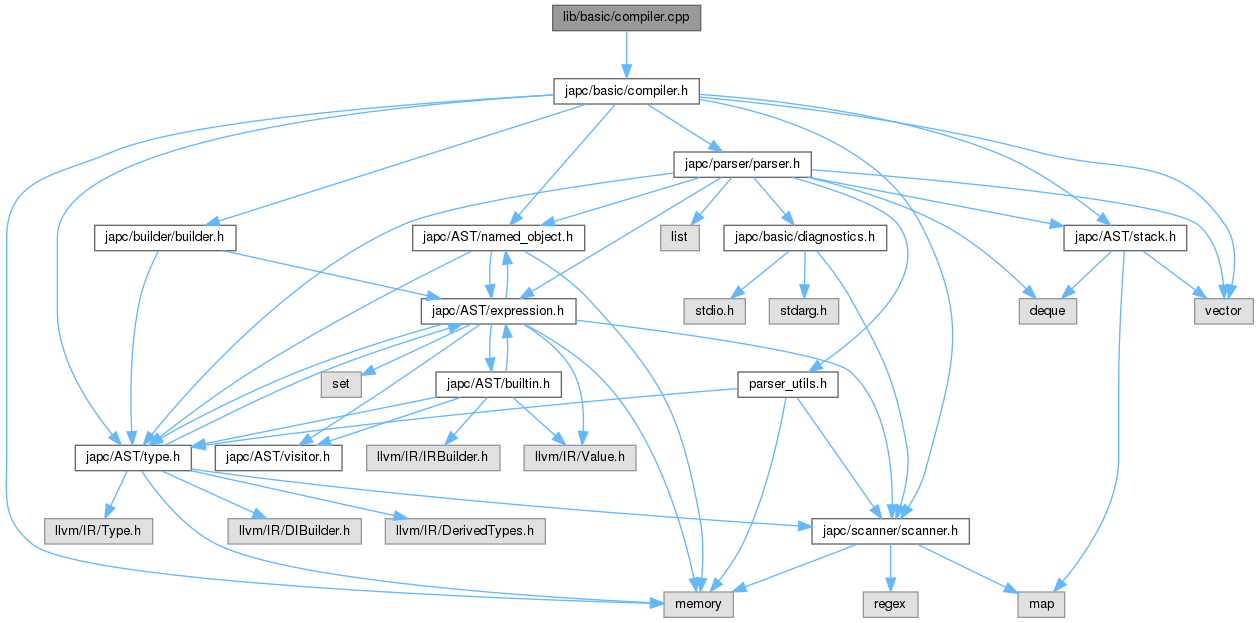 lib/basic/compiler.cpp
japc/basic/compiler.h
japc/parser/parser.h
japc/builder/builder.h
japc/AST/named_object.h
list
japc/basic/diagnostics.h
japc/AST/stack.h
japc/AST/expression.h
stdio.h
stdarg.h
deque
vector
set
japc/AST/builtin.h
parser_utils.h
japc/AST/type.h
japc/AST/visitor.h
llvm/IR/IRBuilder.h
llvm/IR/Value.h
llvm/IR/Type.h
llvm/IR/DIBuilder.h
llvm/IR/DerivedTypes.h
japc/scanner/scanner.h
memory
regex
map